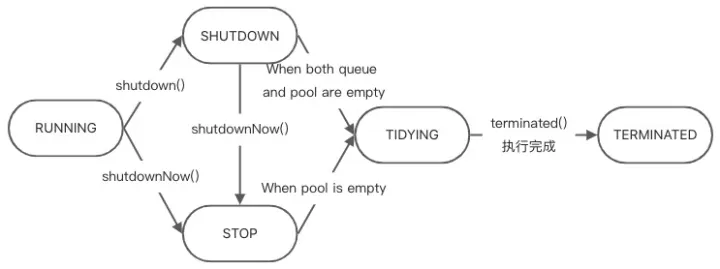 SHUTDOWN
When both queue
and pool are empty
shutdown()
RUNNING
shutdownNow()
TIDYING
terminated()
执行完成
TERMINATED
shutdownNow()
When pool is empty
STOP